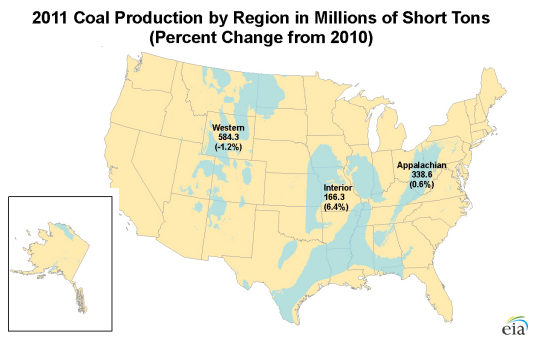 2011 Coal Production by Region in Millions of Short Tons
(Percent Change from 2010)
Western
584.3
(-1.2%)
Appalachian
338.6
(0.6%)
Interior
166.3
(6.4%)
eia